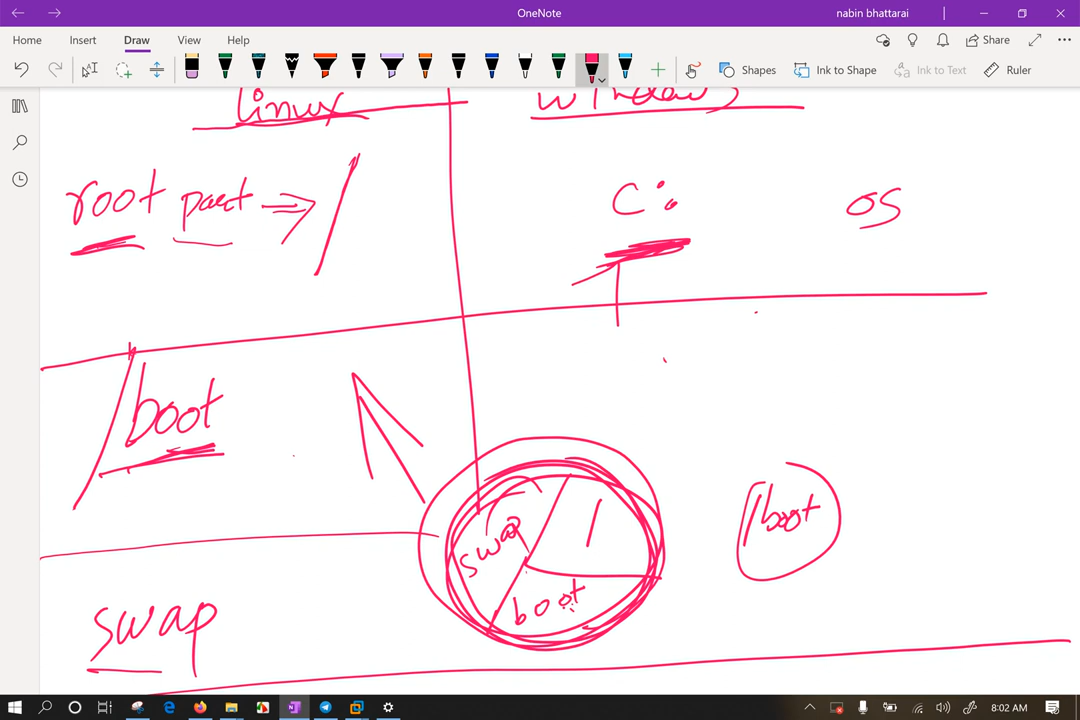 OneNote
nabin bhattarai
Home Insert Draw View Help
Share
Shapes Ink to Shape Ink to Text Ruler
linux windows
root part => / C: OS
/boot
swap /
boot
/boot
swap
8:02 AM